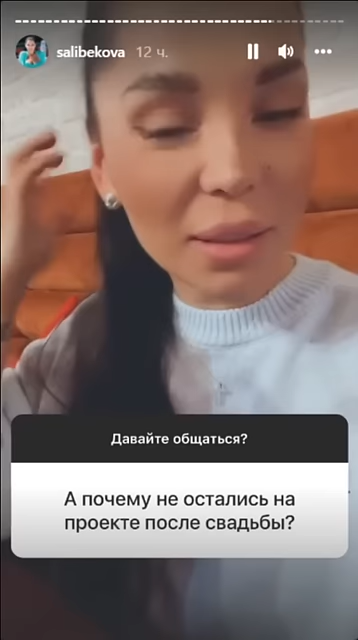 salibekova 12 ч.
Давайте общаться?
А почему не остались на
проекте после свадьбы?